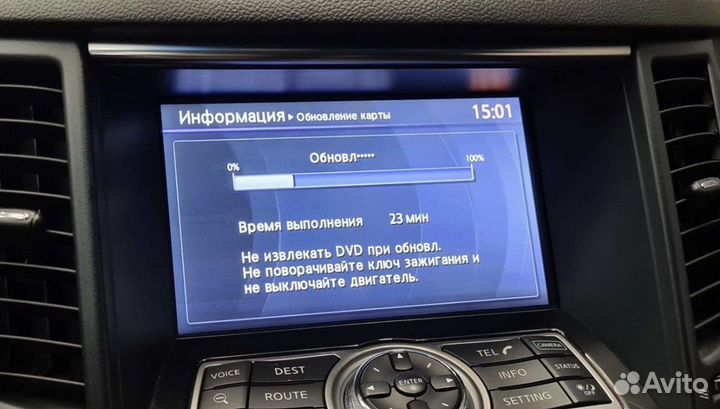 Информация ▸ Обновление карты 15:01
Обновл·····
0% 100%
Время выполнения 23 мин
Не извлекать DVD при обновл.
Не поворачивайте ключ зажигания и
не выключайте двигатель.
VOICE DEST TEL CAMERA
ROUTE ENTER INFO STATUS
SETTING OFF
Avito